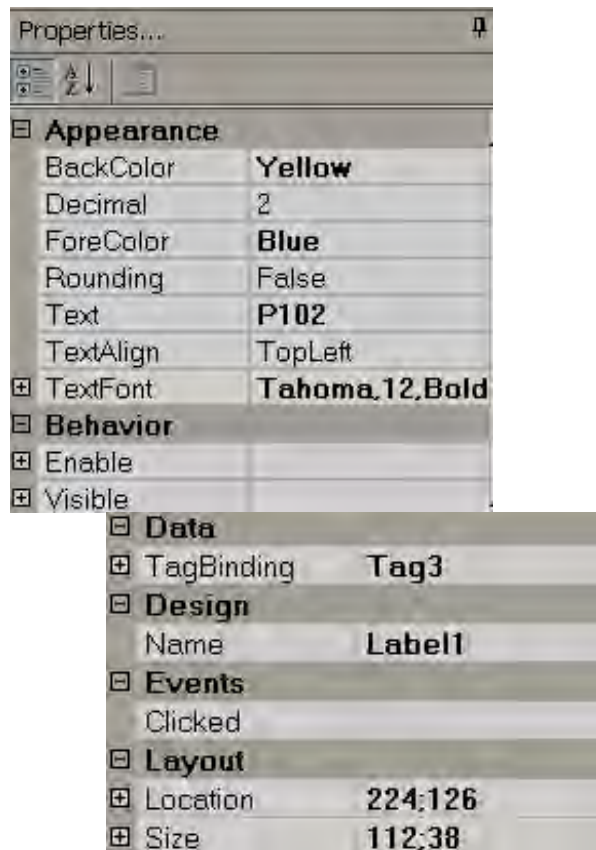 Properties...
Appearance
BackColor Yellow
Decimal 2
ForeColor Blue
Rounding False
Text P102
TextAlign TopLeft
TextFont Tahoma,12,Bold
Behavior
Enable
Visible
Data
TagBinding Tag3
Design
Name Label1
Events
Clicked
Layout
Location 224;126
Size 112;38